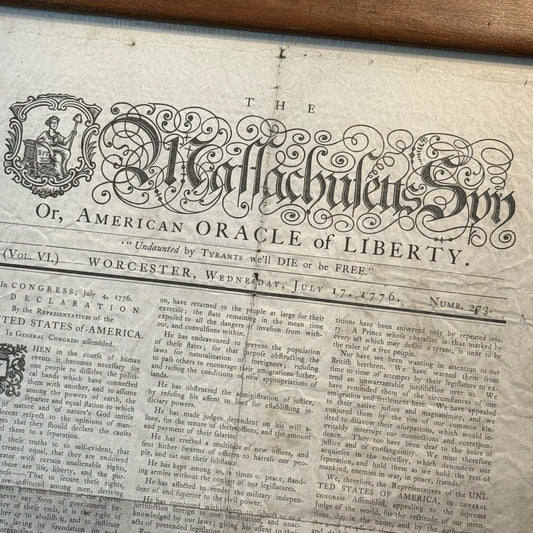 THE
Massachusetts Spy
Or, AMERICAN ORACLE of LIBERTY.
"Undaunted by TYRANTS we'll DIE or be FREE."
(VOL. VI.) WORCESTER, WEDNESDAY, JULY 17, 1776. NUMB. 273.
In CONGRESS, July 4, 1776.
DECLARATION
By the REPRESENTATIVES of the
UNITED STATES of AMERICA,
In GENERAL CONGRESS assembled.
HEN in the course of human
events it becomes necessary for
one people to dissolve the political
bands which have connected
them with another, and to assume
among the powers of earth, the
separate and equal station which
of nature and of nature's God intitle
decent respect to the opinions of man-
that they should declare the causes
them to a separation.
these truths to be self-evident, that
created equal, that they are endowed
certain unalienable rights,
these are life, liberty, and the pur-
That to secure these rights,
are instituted among men, deriving
any form of government be-
of these ends, it is the right of
or to abolish it, and to institute
on, have returned to the people at large for their
exercise; the state remaining in the mean time
exposed to all the dangers of invasion from with-
out, and convulsions within.
He has endeavoured to prevent the population
of these states; for that purpose obstructing the
laws for naturalization of foreigners; refusing
to pass others to encourage their migrations hither,
and raising the conditions of new appropriations of
lands.
He has obstructed the administration of justice,
by refusing his assent to laws for establishing ju-
diciary powers.
He has made judges dependent on his will a-
lone, for the tenure of their offices, and the amount
and payment of their salaries.
He has erected a multitude of new offices, and
sent here swarms of officers to harrass our peo-
ple, and eat out their substance.
He has kept among us, in times of peace, stand-
ing armies, without the consent of our legislatures.
He has affected to render the military indepen-
dent of and superior to the civil power.
jurisdiction foreign to our constitution, and unac-
knowledged by our laws; giving his assent to their
acts of pretended legislation
titions have been answered only by repeated inju-
ry. A Prince whose character is thus marked by
every act which may define a tyrant, is unfit to be
the ruler of a free people.
Nor have we been wanting in attention to our
British brethren. We have warned them from
time to time of attempts by their legislature to ex-
tend an unwarrantable jurisdiction over us. We
have reminded them of the circumstances of our
emigration and settlement here. We have appealed
to their native justice and magnanimity, and have
conjured them by the ties of our common kin-
dred to disavow their usurpations, which would in-
evitably interrupt our connections and correspon-
dence. They too have been deaf to the voice of
justice and of consanguinity. We must therefore
acquiesce in the necessity, which denounces our
separation, and hold them as we hold the rest of
mankind, enemies in war, in peace, friends.
We, therefore, the Representatives of the UNI-
TED STATES of AMERICA, in GENERAL
CONGRESS Assembled, appealing to the supreme
Judge of the world, for the rectitude of our inten-
tions, do, in the name, and by the authority